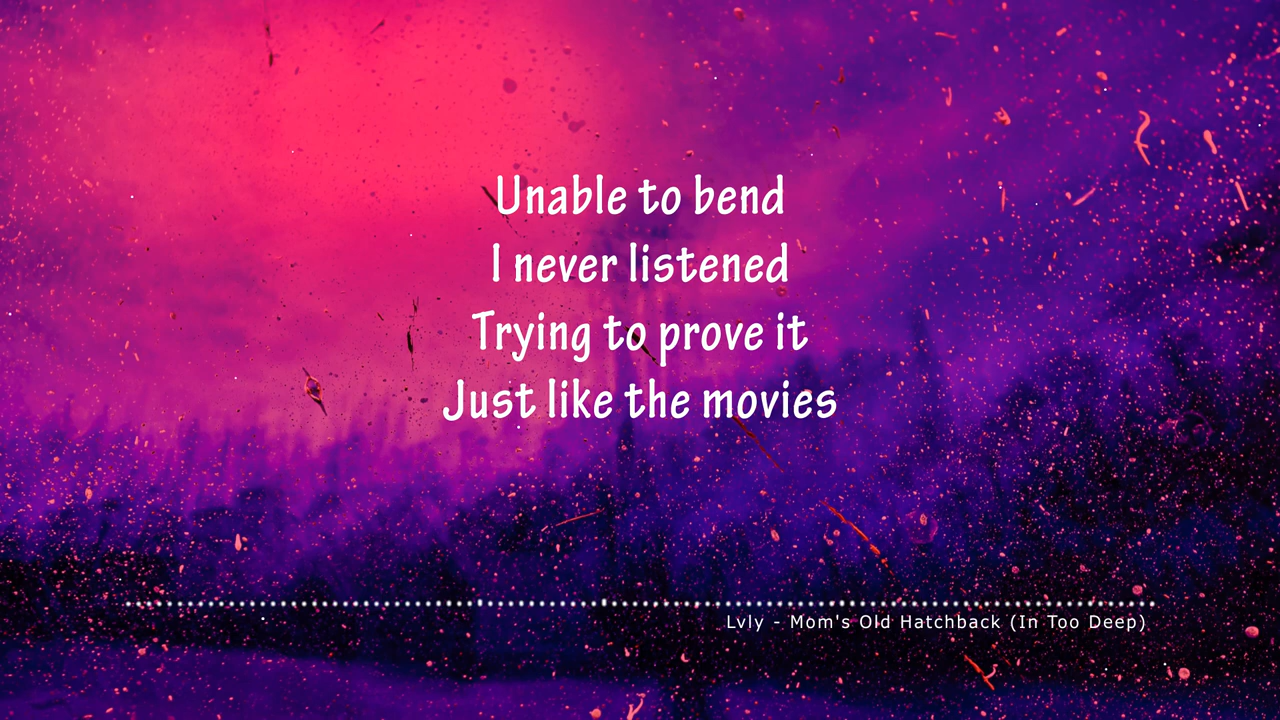 Unable to bend
I never listened
Trying to prove it
Just like the movies
Lvly - Mom's Old Hatchback (In Too Deep)